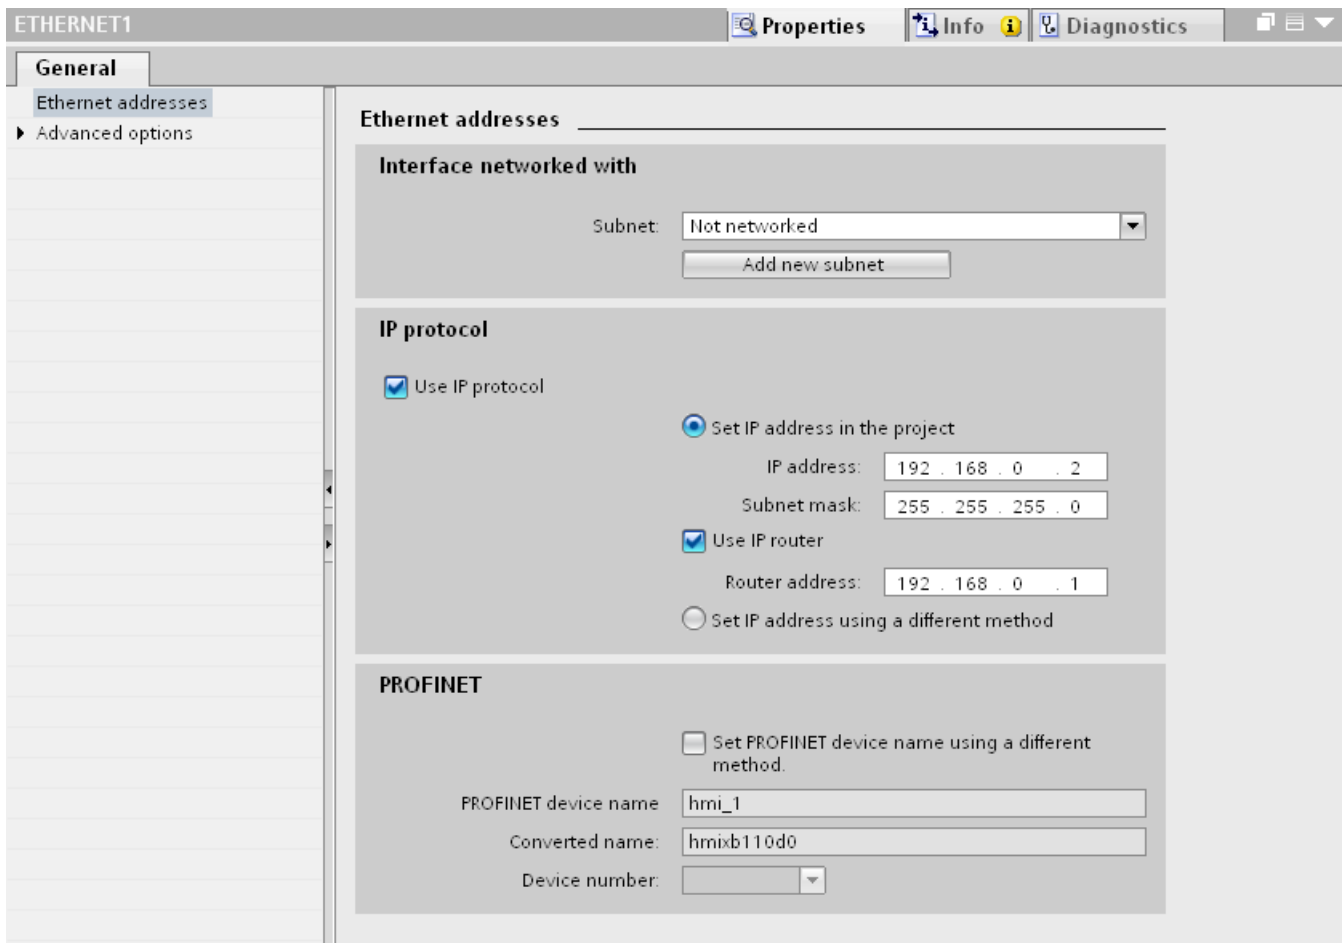 ETHERNET1
Properties
Info
Diagnostics
General
Ethernet addresses
Advanced options
Ethernet addresses
Interface networked with
Subnet: Not networked
Add new subnet
IP protocol
Use IP protocol
Set IP address in the project
IP address: 192 . 168 . 0 . 2
Subnet mask: 255 . 255 . 255 . 0
Use IP router
Router address: 192 . 168 . 0 . 1
Set IP address using a different method
PROFINET
Set PROFINET device name using a different
method.
PROFINET device name hmi_1
Converted name: hmixb110d0
Device number: